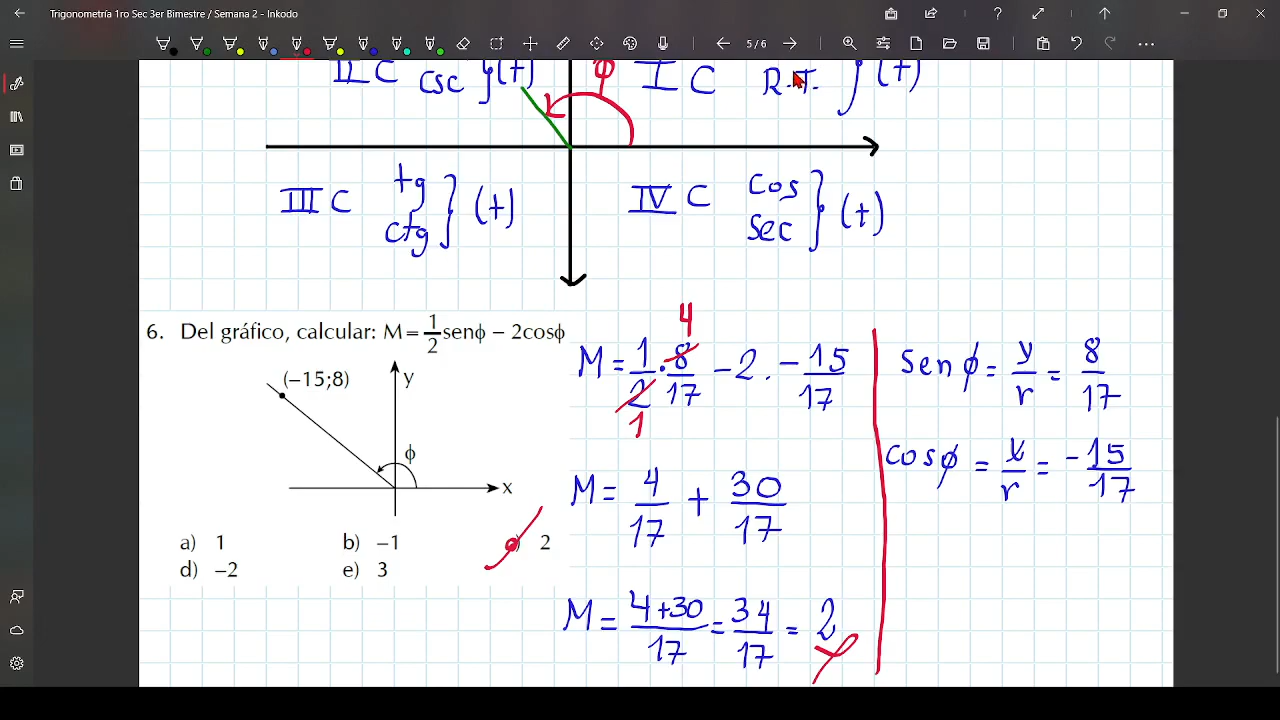 Trigonometría 1ro Sec 3er Bimestre / Semana 2 - Inkodo
5/6
II C csc } (+)
φ
I C R.T. } (+)
III C tg ctg } (+)
IV C cos sec } (+)
6. Del gráfico, calcular: M = 1/2 senϕ − 2cosϕ
(−15;8)
y
ϕ
x
a) 1 b) −1 2
d) −2 e) 3
4
M = 1/2 · 8/17 - 2 . -15/17
1
M = 4/17 + 30/17
M = 4+30/17 = 34/17 = 2
Sen ϕ = y/r = 8/17
cosϕ = x/r = -15/17